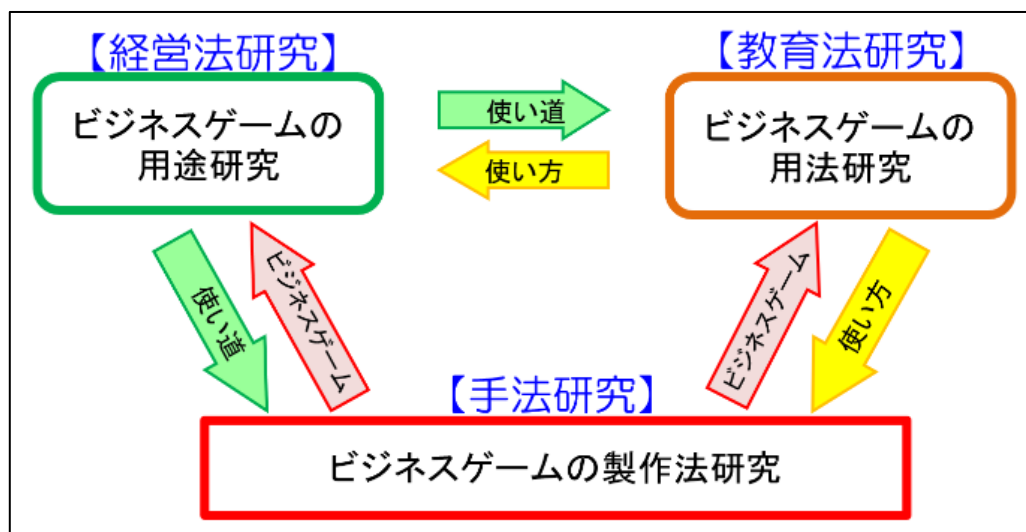 【経営法研究】
【教育法研究】
ビジネスゲームの
用途研究
使い道
使い方
ビジネスゲームの
用法研究
使い道
ビジネスゲーム
ビジネスゲーム
使い方
【手法研究】
ビジネスゲームの製作法研究